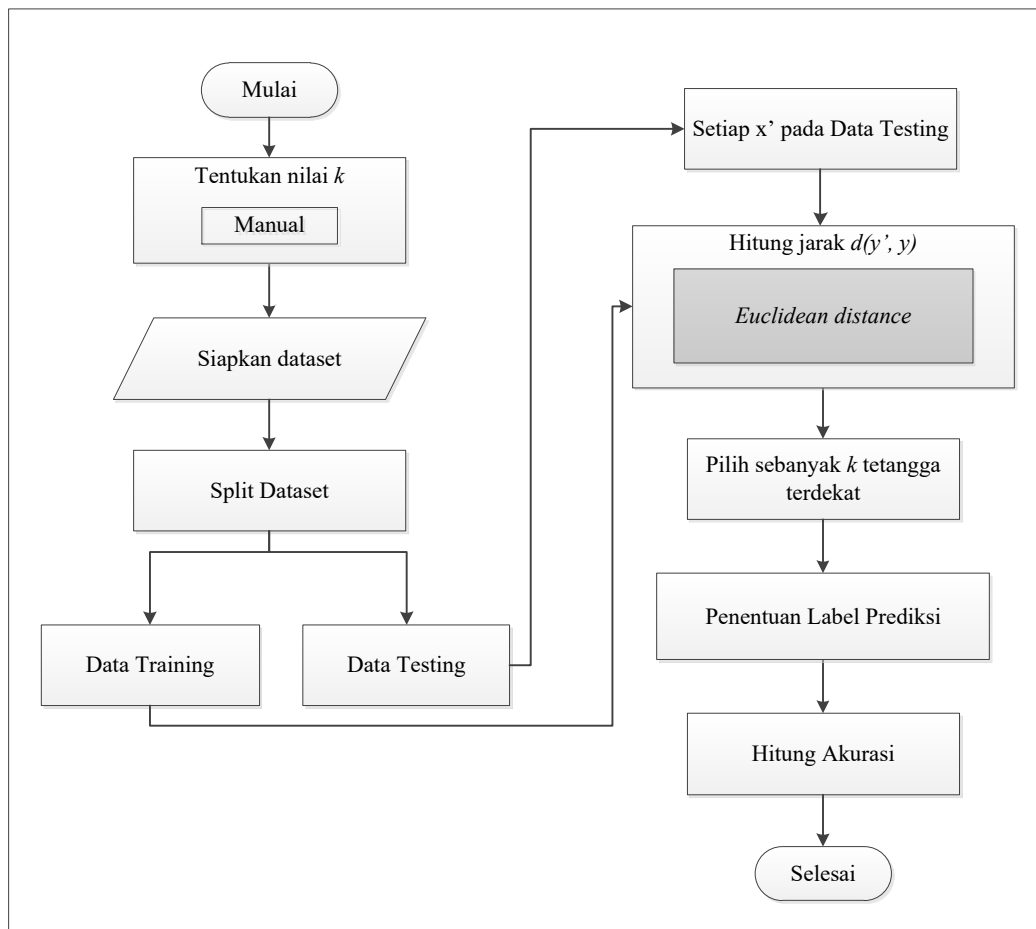 Mulai
Tentukan nilai k
Manual
Siapkan dataset
Split Dataset
Data Training
Data Testing
Setiap x’ pada Data Testing
Hitung jarak d(y’, y)
Euclidean distance
Pilih sebanyak k tetangga
terdekat
Penentuan Label Prediksi
Hitung Akurasi
Selesai